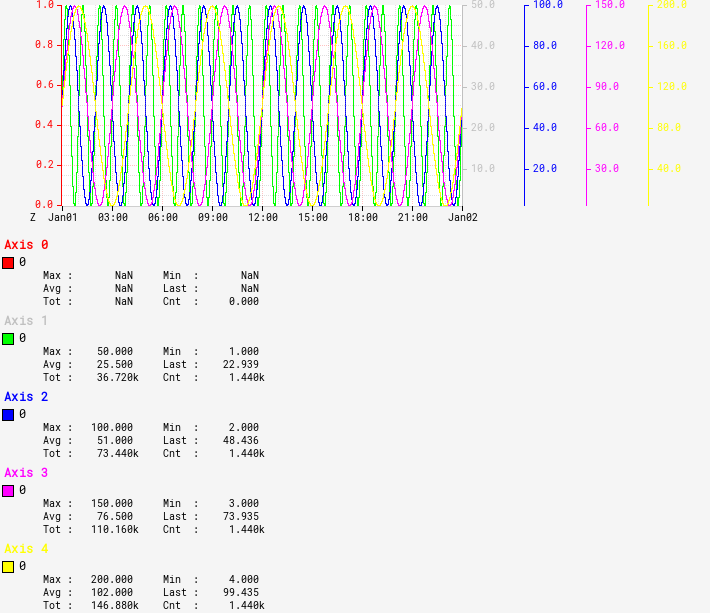 1.0 50.0 100.0 150.0 200.0
0.8 40.0 80.0 120.0 160.0
0.6 30.0 60.0 90.0 120.0
0.4 20.0 40.0 60.0 80.0
0.2 10.0 20.0 30.0 40.0
0.0
Z Jan01 03:00 06:00 09:00 12:00 15:00 18:00 21:00 Jan02
Axis 0
0
Max : NaN Min : NaN
Avg : NaN Last : NaN
Tot : NaN Cnt : 0.000
Axis 1
0
Max : 50.000 Min : 1.000
Avg : 25.500 Last : 22.939
Tot : 36.720k Cnt : 1.440k
Axis 2
0
Max : 100.000 Min : 2.000
Avg : 51.000 Last : 48.436
Tot : 73.440k Cnt : 1.440k
Axis 3
0
Max : 150.000 Min : 3.000
Avg : 76.500 Last : 73.935
Tot : 110.160k Cnt : 1.440k
Axis 4
0
Max : 200.000 Min : 4.000
Avg : 102.000 Last : 99.435
Tot : 146.880k Cnt : 1.440k